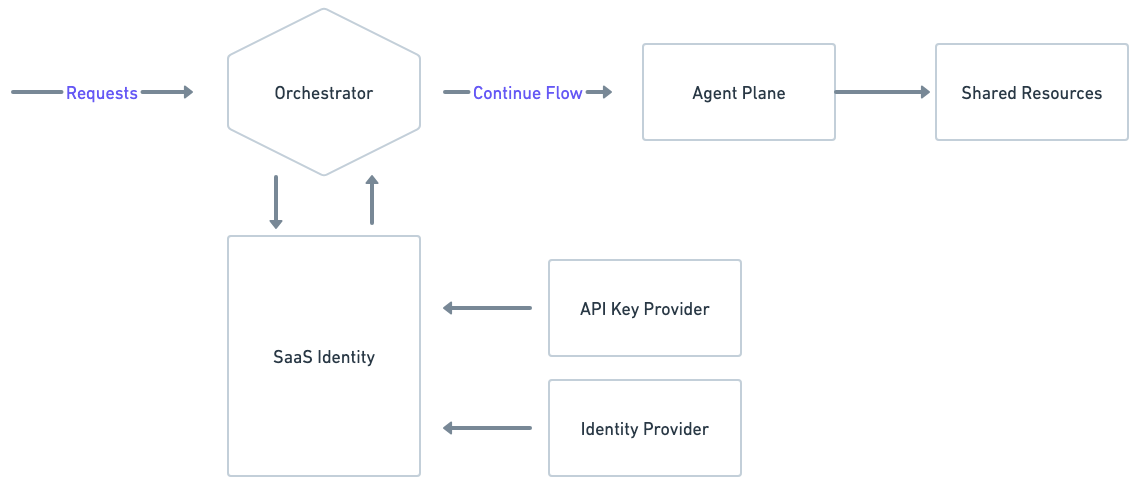 Requests
Orchestrator
Continue Flow
Agent Plane
Shared Resources
SaaS Identity
API Key Provider
Identity Provider